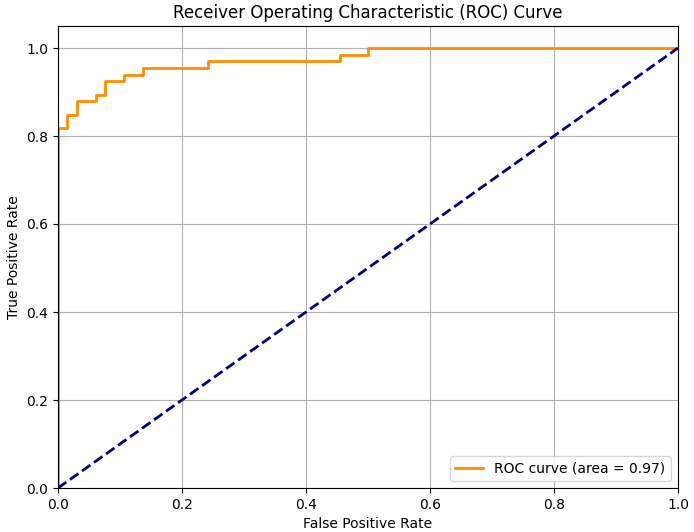 Receiver Operating Characteristic (ROC) Curve
1.0
0.8
0.6
0.4
0.2
0.0
True Positive Rate
ROC curve (area = 0.97)
0.0 0.2 0.4 0.6 0.8 1.0
False Positive Rate